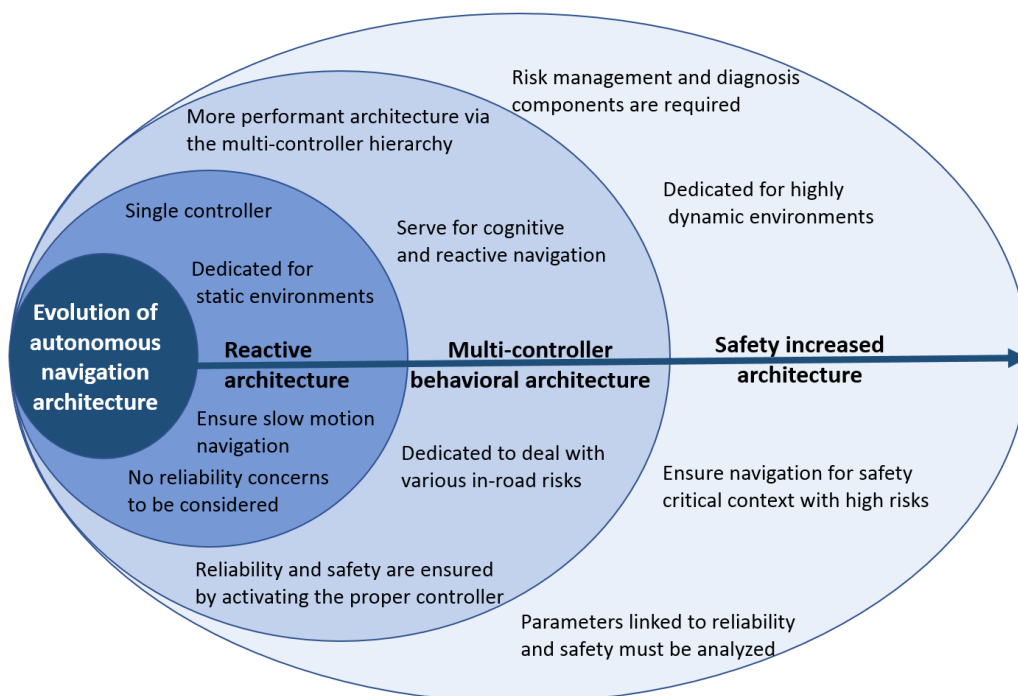 Risk management and diagnosis
components are required
More performant architecture via
the multi-controller hierarchy
Dedicated for highly
dynamic environments
Single controller
Serve for cognitive
and reactive navigation
Dedicated for
static environments
Evolution of
autonomous
navigation
architecture
Reactive
architecture
Multi-controller
behavioral architecture
Safety increased
architecture
Ensure slow motion
navigation
No reliability concerns
to be considered
Dedicated to deal with
various in-road risks
Ensure navigation for safety
critical context with high risks
Reliability and safety are ensured
by activating the proper controller
Parameters linked to reliability
and safety must be analyzed